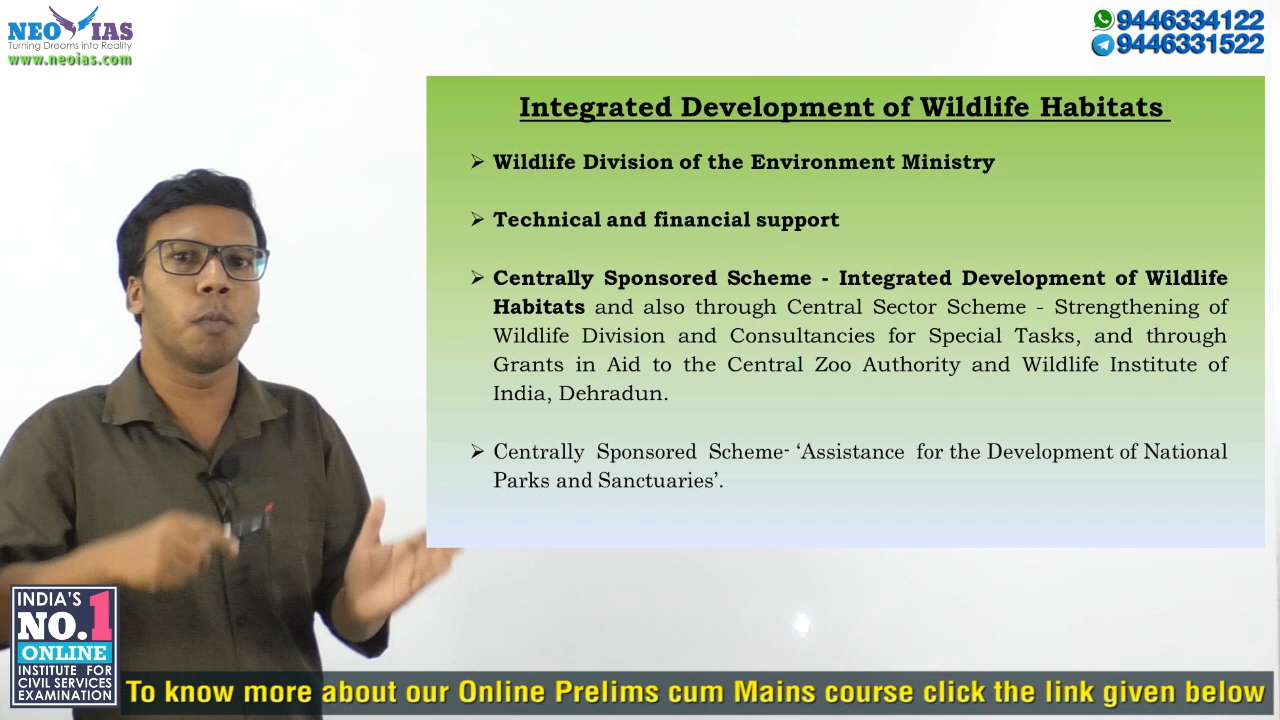 NEO IAS
Turning Dreams into Reality
www.neoias.com
9446334122
9446331522
Integrated Development of Wildlife Habitats
➢ Wildlife Division of the Environment Ministry
➢ Technical and financial support
➢ Centrally Sponsored Scheme - Integrated Development of Wildlife
Habitats and also through Central Sector Scheme - Strengthening of
Wildlife Division and Consultancies for Special Tasks, and through
Grants in Aid to the Central Zoo Authority and Wildlife Institute of
India, Dehradun.
➢ Centrally Sponsored Scheme- ‘Assistance for the Development of National
Parks and Sanctuaries’.
INDIA'S
NO.1
ONLINE
INSTITUTE FOR
CIVIL SERVICES
EXAMINATION
To know more about our Online Prelims cum Mains course click the link given below